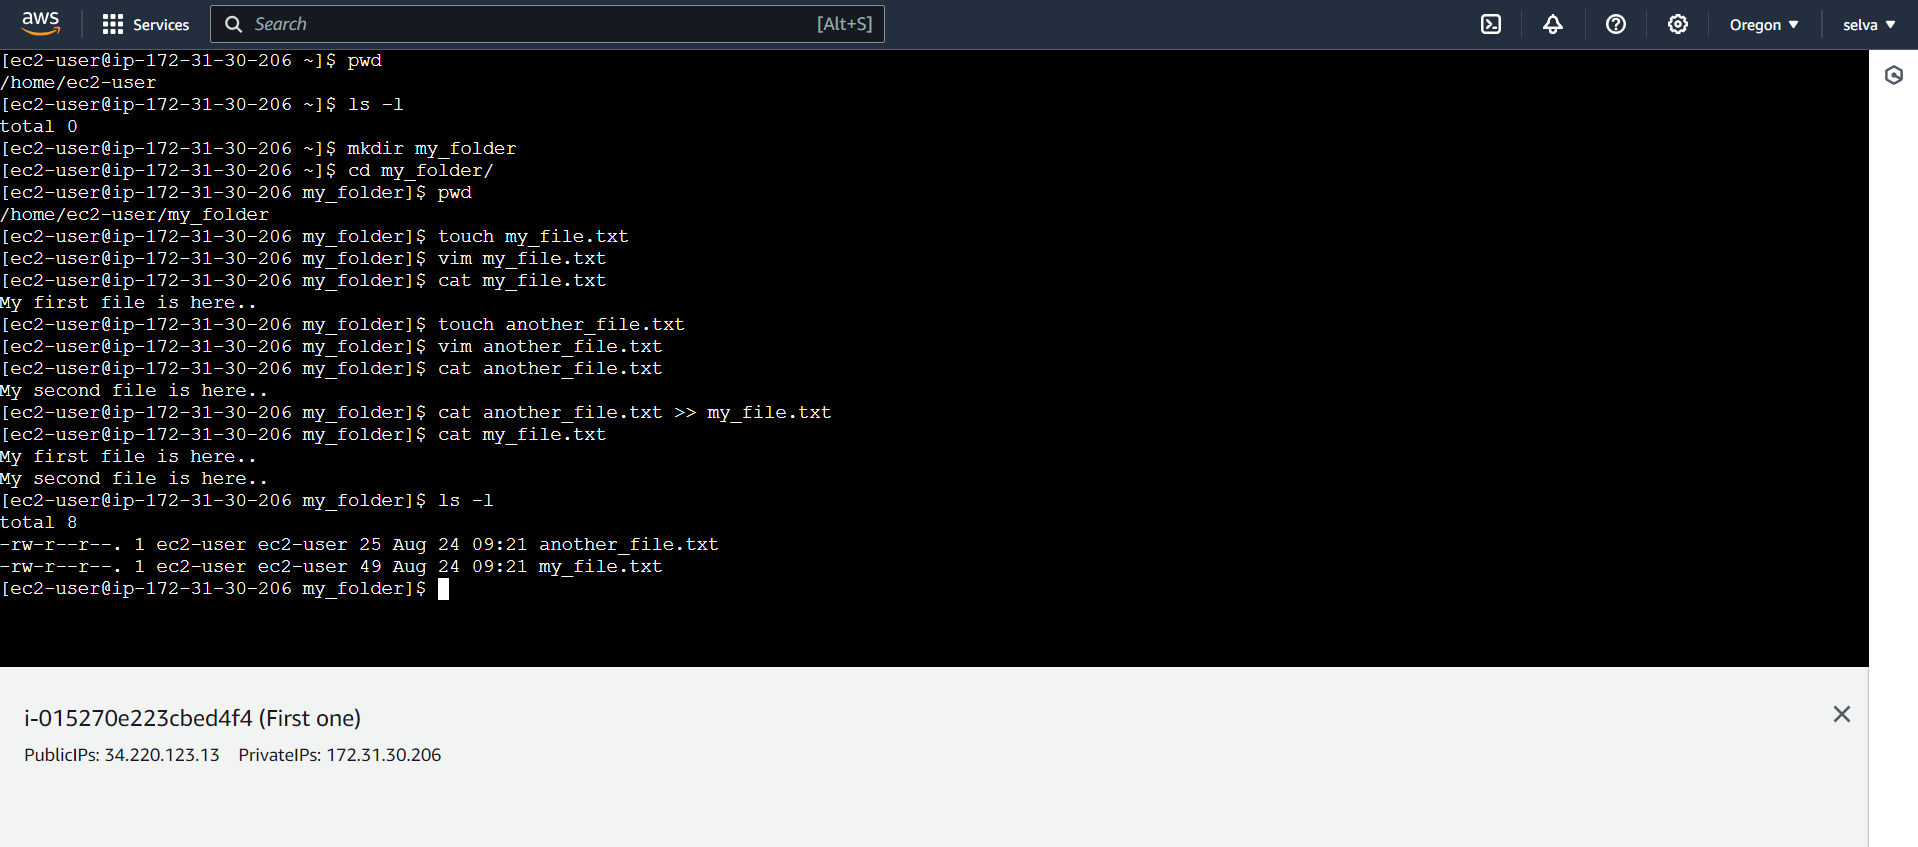 aws Services Search [Alt+S] Oregon selva
[ec2-user@ip-172-31-30-206 ~]$ pwd
/home/ec2-user
[ec2-user@ip-172-31-30-206 ~]$ ls -l
total 0
[ec2-user@ip-172-31-30-206 ~]$ mkdir my_folder
[ec2-user@ip-172-31-30-206 ~]$ cd my_folder/
[ec2-user@ip-172-31-30-206 my_folder]$ pwd
/home/ec2-user/my_folder
[ec2-user@ip-172-31-30-206 my_folder]$ touch my_file.txt
[ec2-user@ip-172-31-30-206 my_folder]$ vim my_file.txt
[ec2-user@ip-172-31-30-206 my_folder]$ cat my_file.txt
My first file is here..
[ec2-user@ip-172-31-30-206 my_folder]$ touch another_file.txt
[ec2-user@ip-172-31-30-206 my_folder]$ vim another_file.txt
[ec2-user@ip-172-31-30-206 my_folder]$ cat another_file.txt
My second file is here..
[ec2-user@ip-172-31-30-206 my_folder]$ cat another_file.txt >> my_file.txt
[ec2-user@ip-172-31-30-206 my_folder]$ cat my_file.txt
My first file is here..
My second file is here..
[ec2-user@ip-172-31-30-206 my_folder]$ ls -l
total 8
-rw-r--r--. 1 ec2-user ec2-user 25 Aug 24 09:21 another_file.txt
-rw-r--r--. 1 ec2-user ec2-user 49 Aug 24 09:21 my_file.txt
[ec2-user@ip-172-31-30-206 my_folder]$
i-015270e223cbed4f4 (First one)
PublicIPs: 34.220.123.13 PrivateIPs: 172.31.30.206